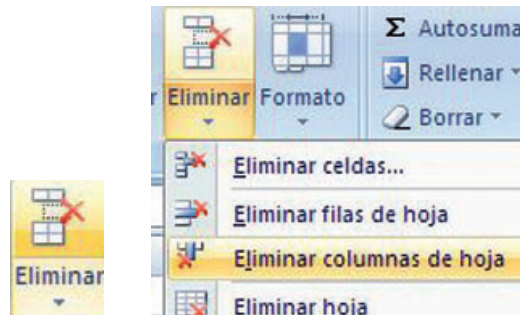 Eliminar
Eliminar Formato
Σ Autosuma
Rellenar
Borrar
Eliminar celdas...
Eliminar filas de hoja
Eliminar columnas de hoja
Eliminar hoja